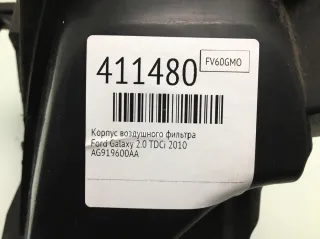 411480 FV60GMO
Корпус воздушного фильтра
Ford Galaxy 2.0 TDCi 2010
AG919600AA